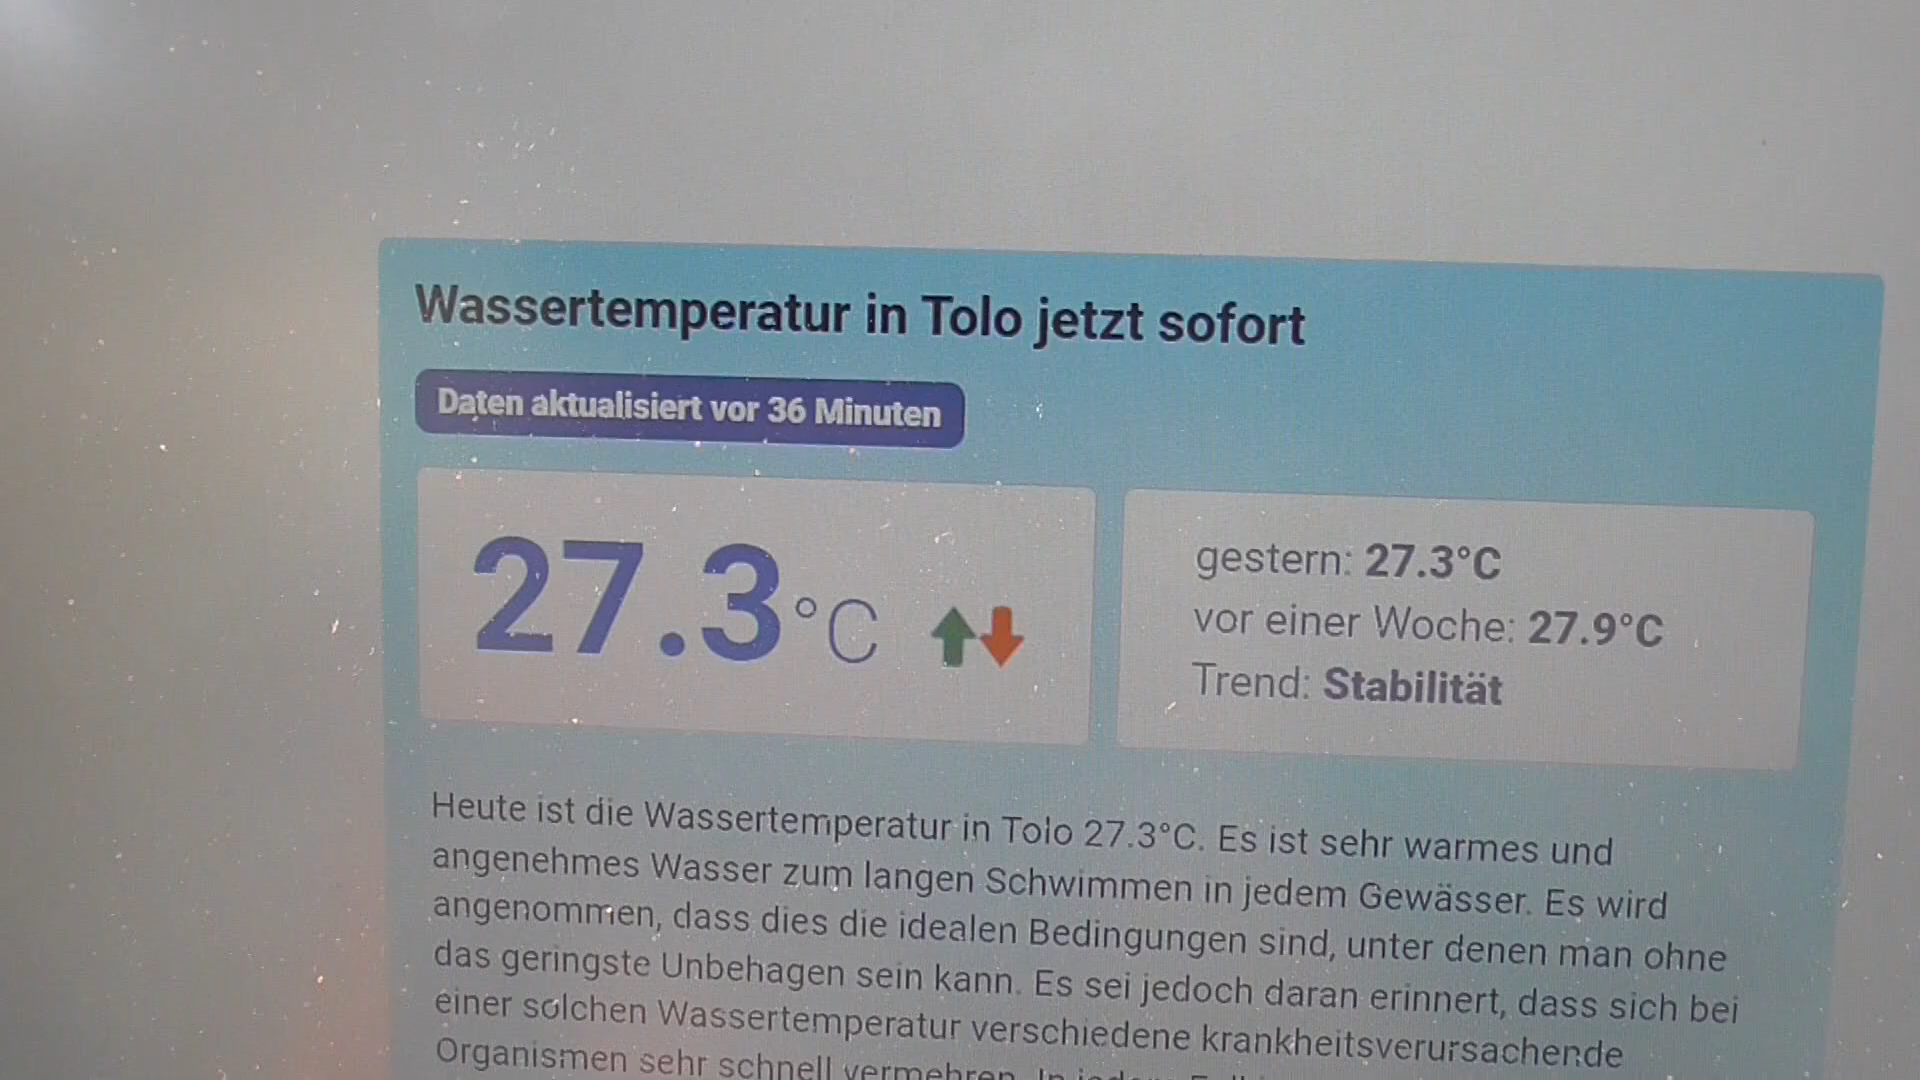 Wassertemperatur in Tolo jetzt sofort
Daten aktualisiert vor 36 Minuten
27.3°C
gestern: 27.3°C
vor einer Woche: 27.9°C
Trend: Stabilität
Heute ist die Wassertemperatur in Tolo 27.3°C. Es ist sehr warmes und
angenehmes Wasser zum langen Schwimmen in jedem Gewässer. Es wird
angenommen, dass dies die idealen Bedingungen sind, unter denen man ohne
das geringste Unbehagen sein kann. Es sei jedoch daran erinnert, dass sich bei
einer solchen Wassertemperatur verschiedene krankheitsverursachende
Organismen sehr schnell vermehren. In